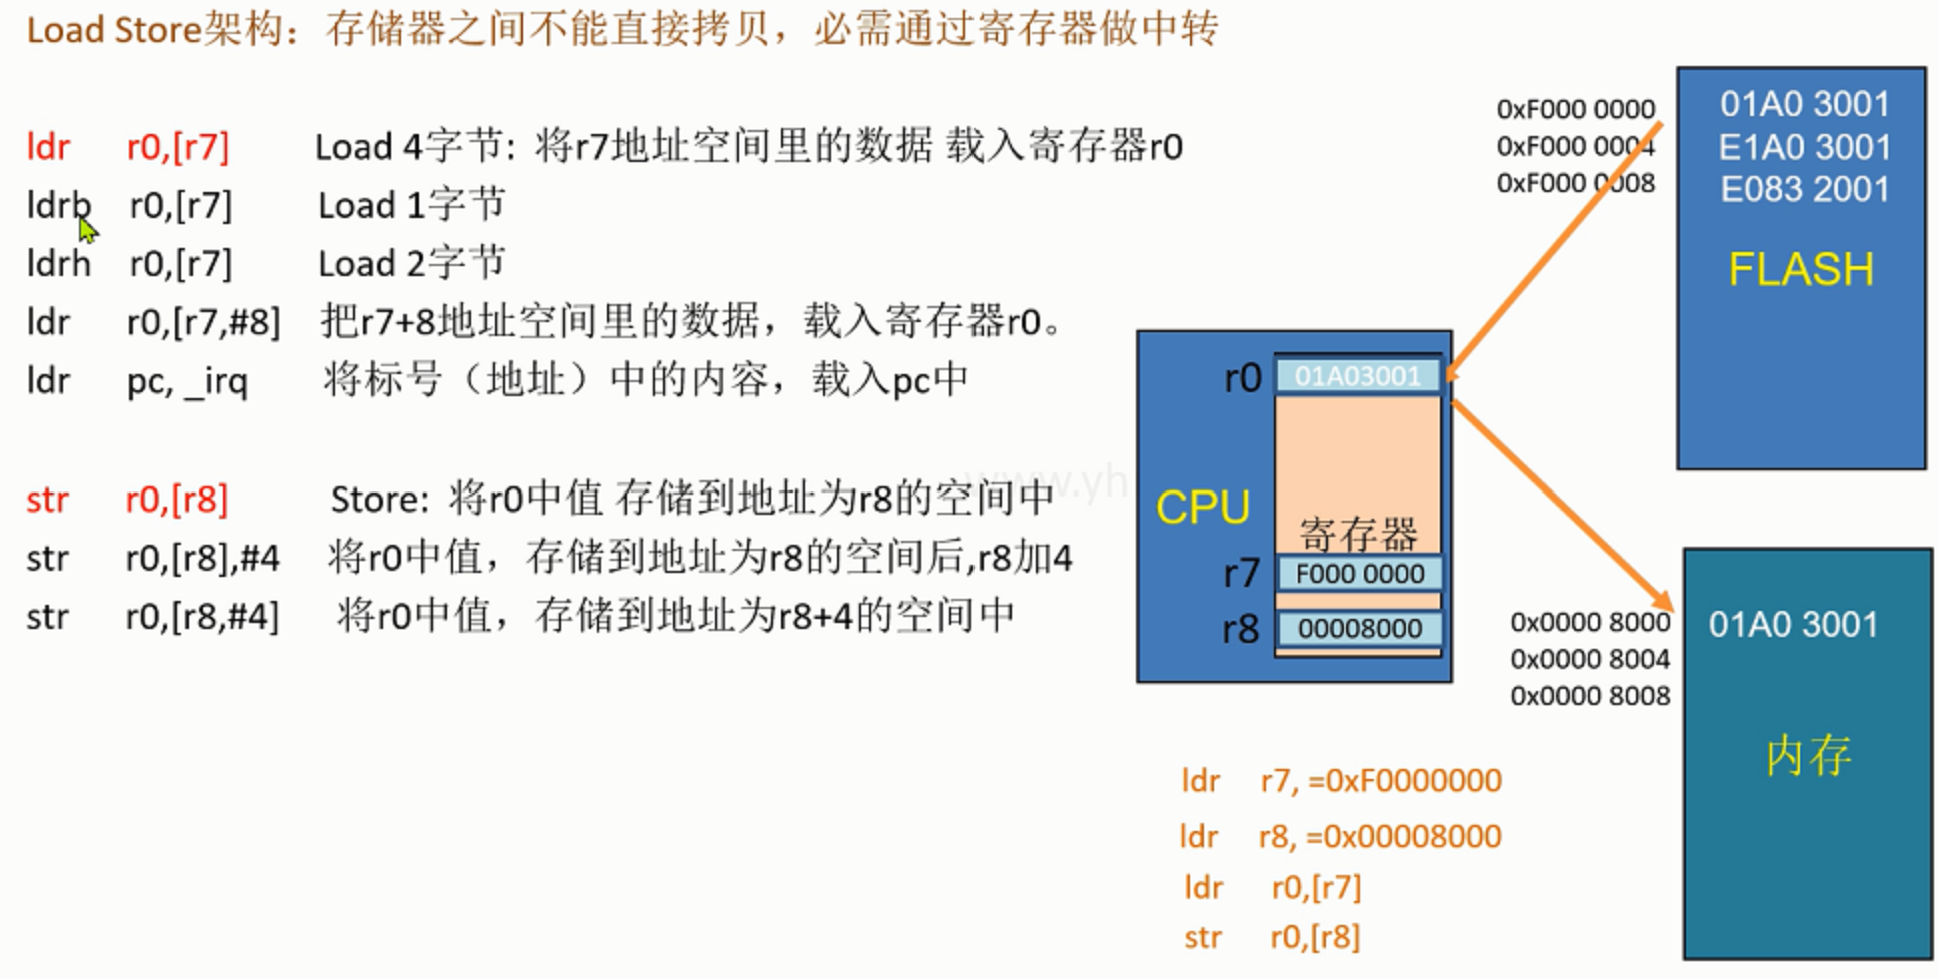 Load Store架构：存储器之间不能直接拷贝，必需通过寄存器做中转
ldr r0,[r7] Load 4字节: 将r7地址空间里的数据 载入寄存器r0
ldrb r0,[r7] Load 1字节
ldrh r0,[r7] Load 2字节
ldr r0,[r7,#8] 把r7+8地址空间里的数据，载入寄存器r0。
ldr pc, _irq 将标号（地址）中的内容，载入pc中
str r0,[r8] Store: 将r0中值 存储到地址为r8的空间中
str r0,[r8],#4 将r0中值，存储到地址为r8的空间后,r8加4
str r0,[r8,#4] 将r0中值，存储到地址为r8+4的空间中
www.yh
0xF000 0000
0xF000 0004
0xF000 0008
01A0 3001
E1A0 3001
E083 2001
FLASH
r0 01A03001
CPU
寄存器
r7 F000 0000
r8 00008000
0x0000 8000
0x0000 8004
0x0000 8008
01A0 3001
内存
ldr r7, =0xF0000000
ldr r8, =0x00008000
ldr r0,[r7]
str r0,[r8]